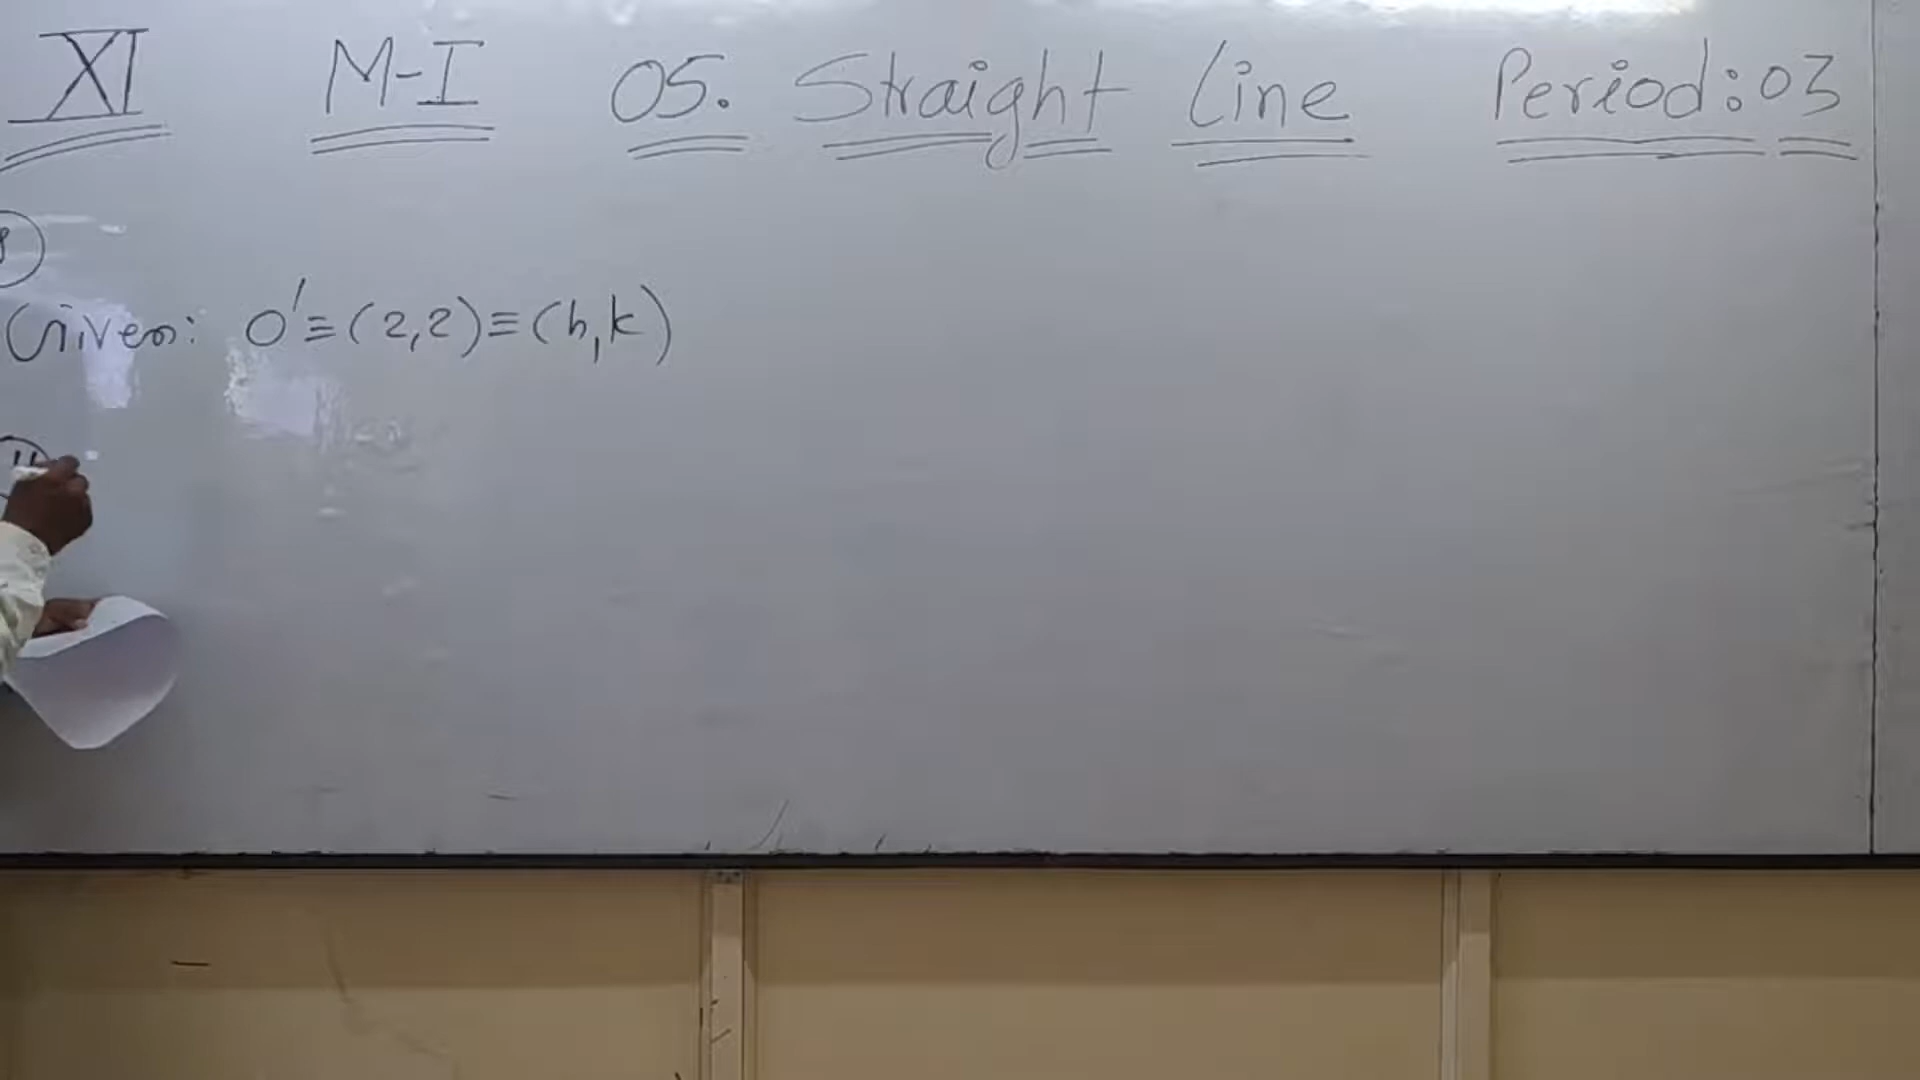 XI M-I 05. Straight Line Period:03
Given: O'≡(2,2)≡(h,k)